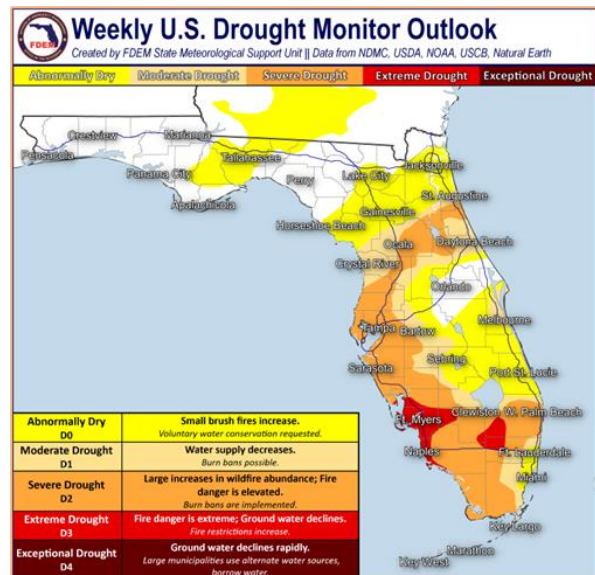 FDEM
Weekly U.S. Drought Monitor Outlook
Created by FDEM State Meteorological Support Unit || Data from NDMC, USDA, NOAA, USCB, Natural Earth
Abnormally Dry Moderate Drought Severe Drought Extreme Drought Exceptional Drought
Crestview
Marianna
Pensacola
Tallahassee
Jacksonville
Panama City
Perry
Lake City
Apalachicola
St. Augustine
Gainesville
Horseshoe Beach
Ocala
Daytona Beach
Crystal River
Orlando
Tampa
Bartow
Melbourne
Sebring
Sarasota
Port St. Lucie
Ft. Myers
Clewiston
W. Palm Beach
Naples
Ft. Lauderdale
Miami
Key Largo
Marathon
Key West
Abnormally Dry
D0
Small brush fires increase.
Voluntary water conservation requested.
Moderate Drought
D1
Water supply decreases.
Burn bans possible.
Severe Drought
D2
Large increases in wildfire abundance; Fire
danger is elevated.
Burn bans are implemented.
Extreme Drought
D3
Fire danger is extreme; Ground water declines.
Fire restrictions increase.
Exceptional Drought
D4
Ground water declines rapidly.
Large municipalities use alternate water sources,
borrow water.